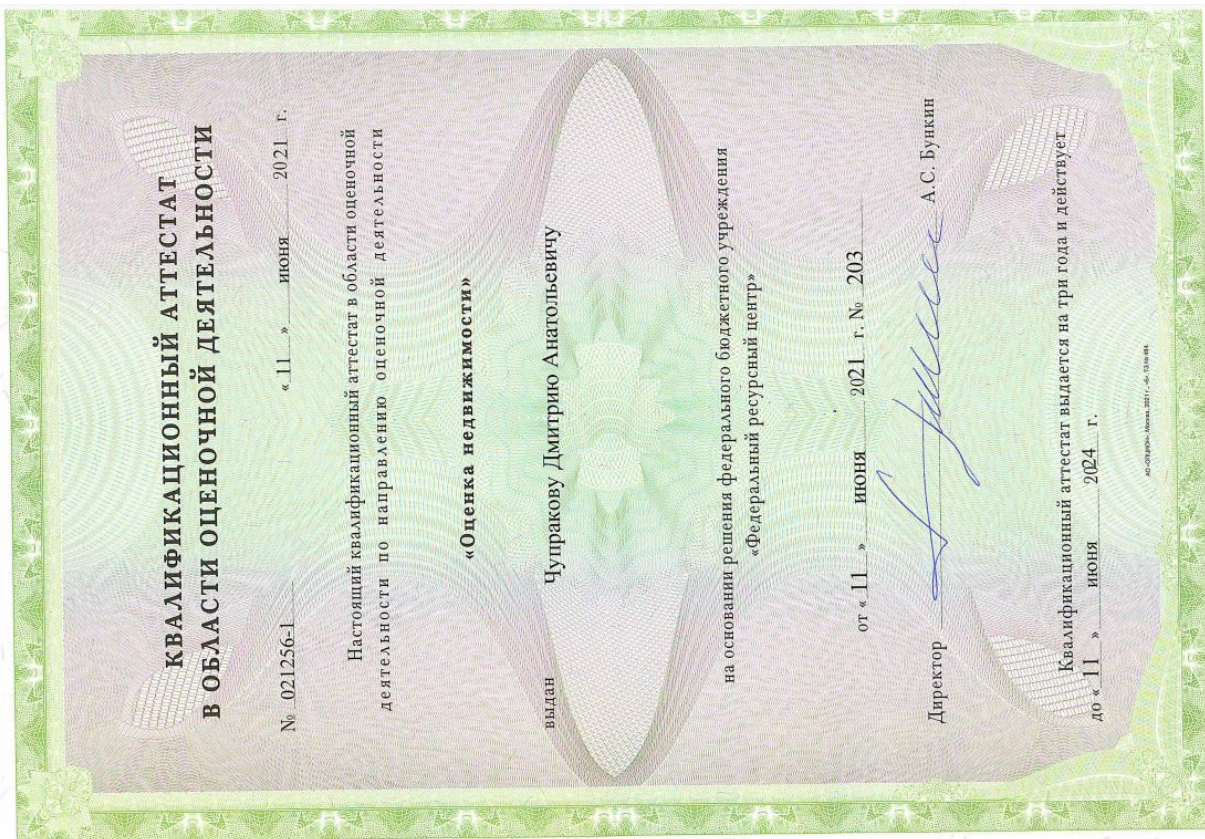 КВАЛИФИКАЦИОННЫЙ АТТЕСТАТ
В ОБЛАСТИ ОЦЕНОЧНОЙ ДЕЯТЕЛЬНОСТИ
№ 021256-1 « 11 » июня 2021 г.
Настоящий квалификационный аттестат в области оценочной
деятельности по направлению оценочной деятельности
«Оценка недвижимости»
выдан Чупракову Дмитрию Анатольевичу
на основании решения федерального бюджетного учреждения
«Федеральный ресурсный центр»
от « 11 » июня 2021 г. № 203
Директор А.С. Бункин
Квалификационный аттестат выдается на три года и действует
до « 11 » июня 2024 г.